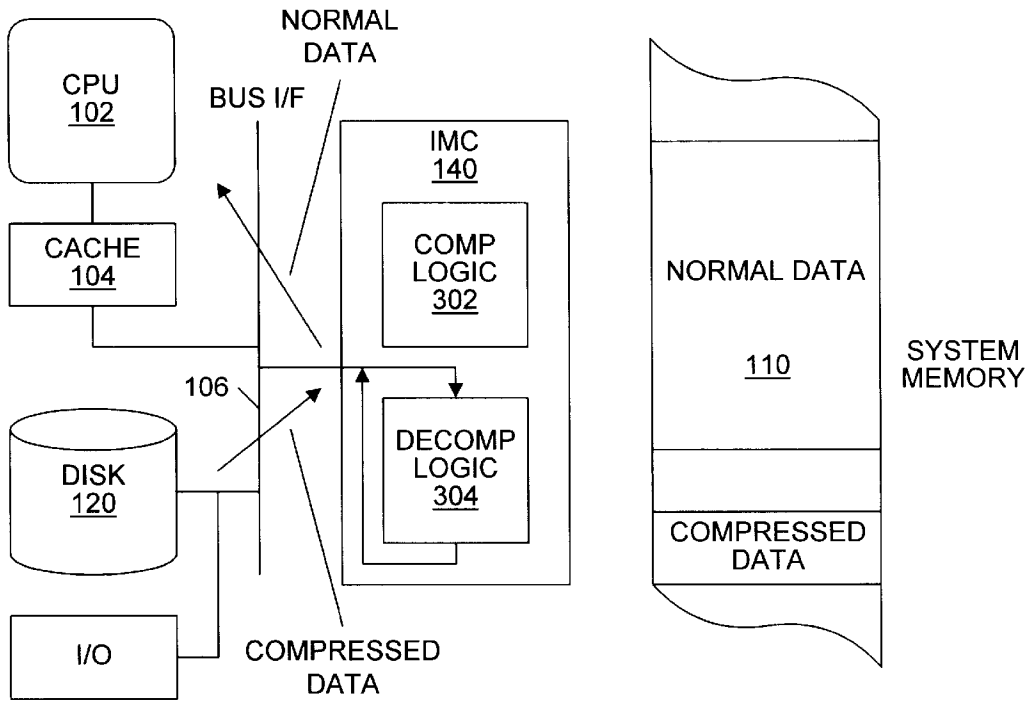 NORMAL
DATA
CPU
102
BUS I/F
IMC
140
CACHE
104
COMP
LOGIC
302
NORMAL DATA
110
SYSTEM
MEMORY
106
DISK
120
DECOMP
LOGIC
304
COMPRESSED
DATA
I/O
COMPRESSED
DATA